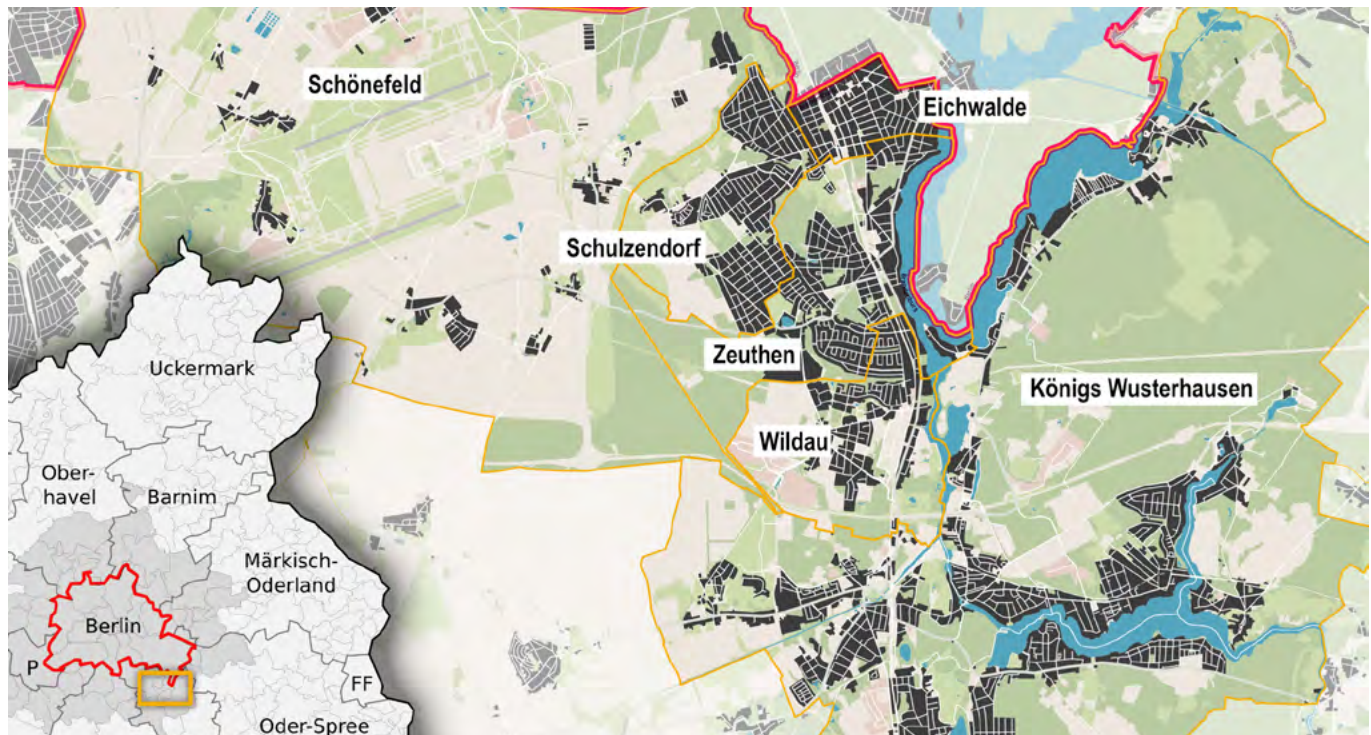 Schönefeld
Eichwalde
Schulzendorf
Zeuthen
Königs Wusterhausen
Wildau
Uckermark
Ober-
havel
Barnim
Märkisch-
Oderland
Berlin
P
FF
Oder-Spree